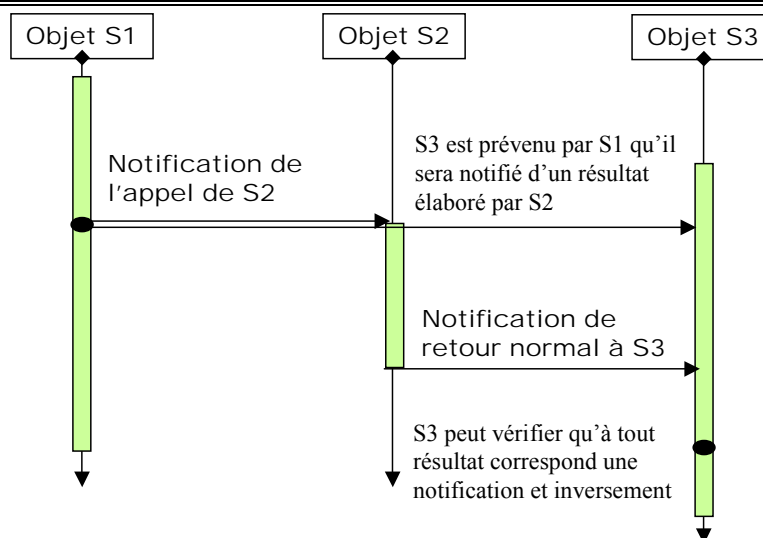 Objet S1
Objet S2
Objet S3
Notification de
l'appel de S2
S3 est prévenu par S1 qu'il
sera notifié d'un résultat
élaboré par S2
Notification de
retour normal à S3
S3 peut vérifier qu'à tout
résultat correspond une
notification et inversement